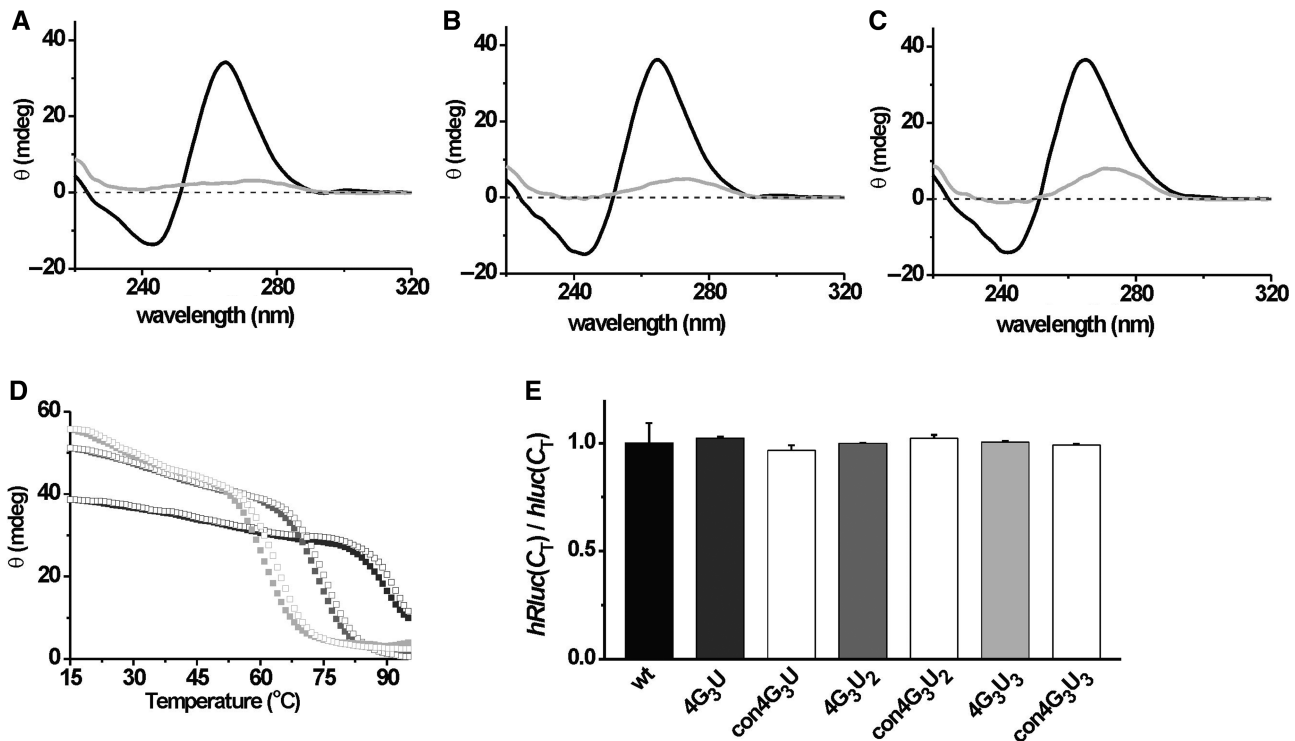 A
B
C
θ (mdeg)
40
20
0
−20
240
280
320
wavelength (nm)
θ (mdeg)
40
20
0
−20
240
280
320
wavelength (nm)
θ (mdeg)
40
20
0
−20
240
280
320
wavelength (nm)
D
θ (mdeg)
60
40
20
0
15
30
45
60
75
90
Temperature (°C)
E
hRluc(C_T) / hluc(C_T)
1.0
0.5
0.0
wt
4G₃U
con4G₃U
4G₃U₂
con4G₃U₂
4G₃U₃
con4G₃U₃